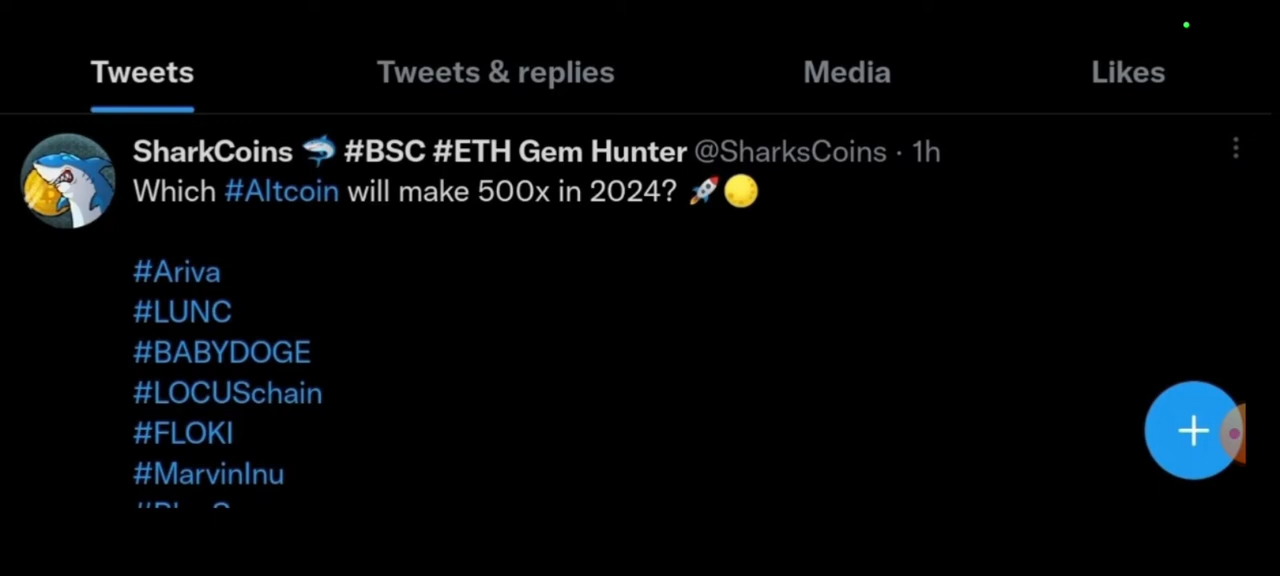 Tweets Tweets & replies Media Likes
SharkCoins 🦈 #BSC #ETH Gem Hunter @SharksCoins · 1h
Which #Altcoin will make 500x in 2024? 🚀🌕
#Ariva
#LUNC
#BABYDOGE
#LOCUSchain
#FLOKI
#MarvinInu